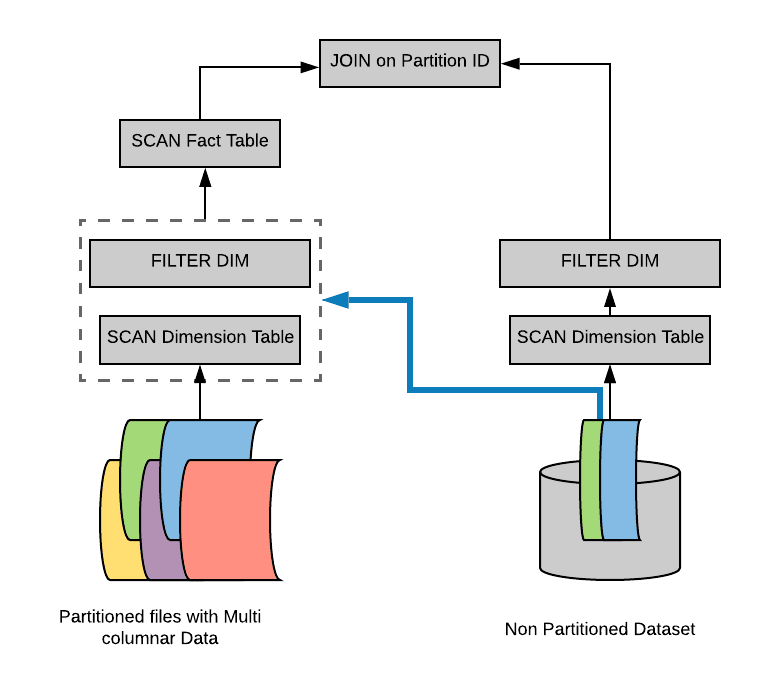 JOIN on Partition ID
SCAN Fact Table
FILTER DIM
FILTER DIM
SCAN Dimension Table
SCAN Dimension Table
Partitioned files with Multi
columnar Data
Non Partitioned Dataset